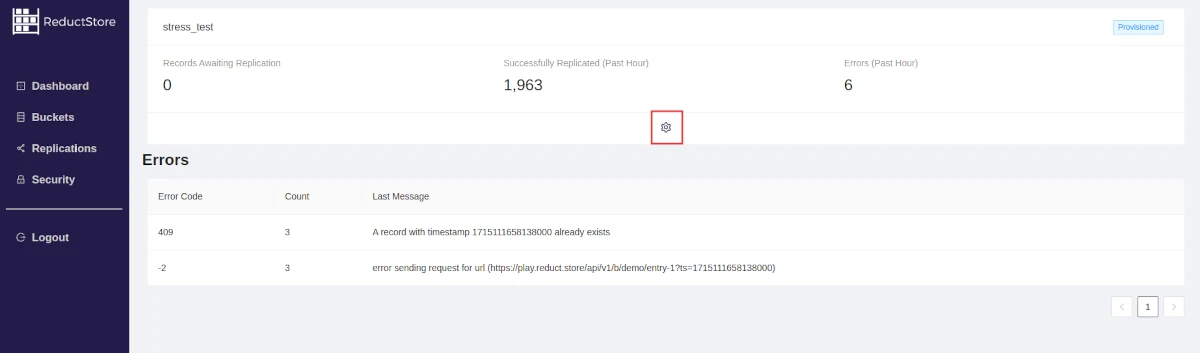 ReductStore
Dashboard
Buckets
Replications
Security
Logout
stress_test
Provisioned
Records Awaiting Replication
Successfully Replicated (Past Hour)
Errors (Past Hour)
0
1,963
6
Errors
Error Code
Count
Last Message
409
3
A record with timestamp 1715111658138000 already exists
-2
3
error sending request for url (https://play.reduct.store/api/v1/b/demo/entry-1?ts=1715111658138000)
1